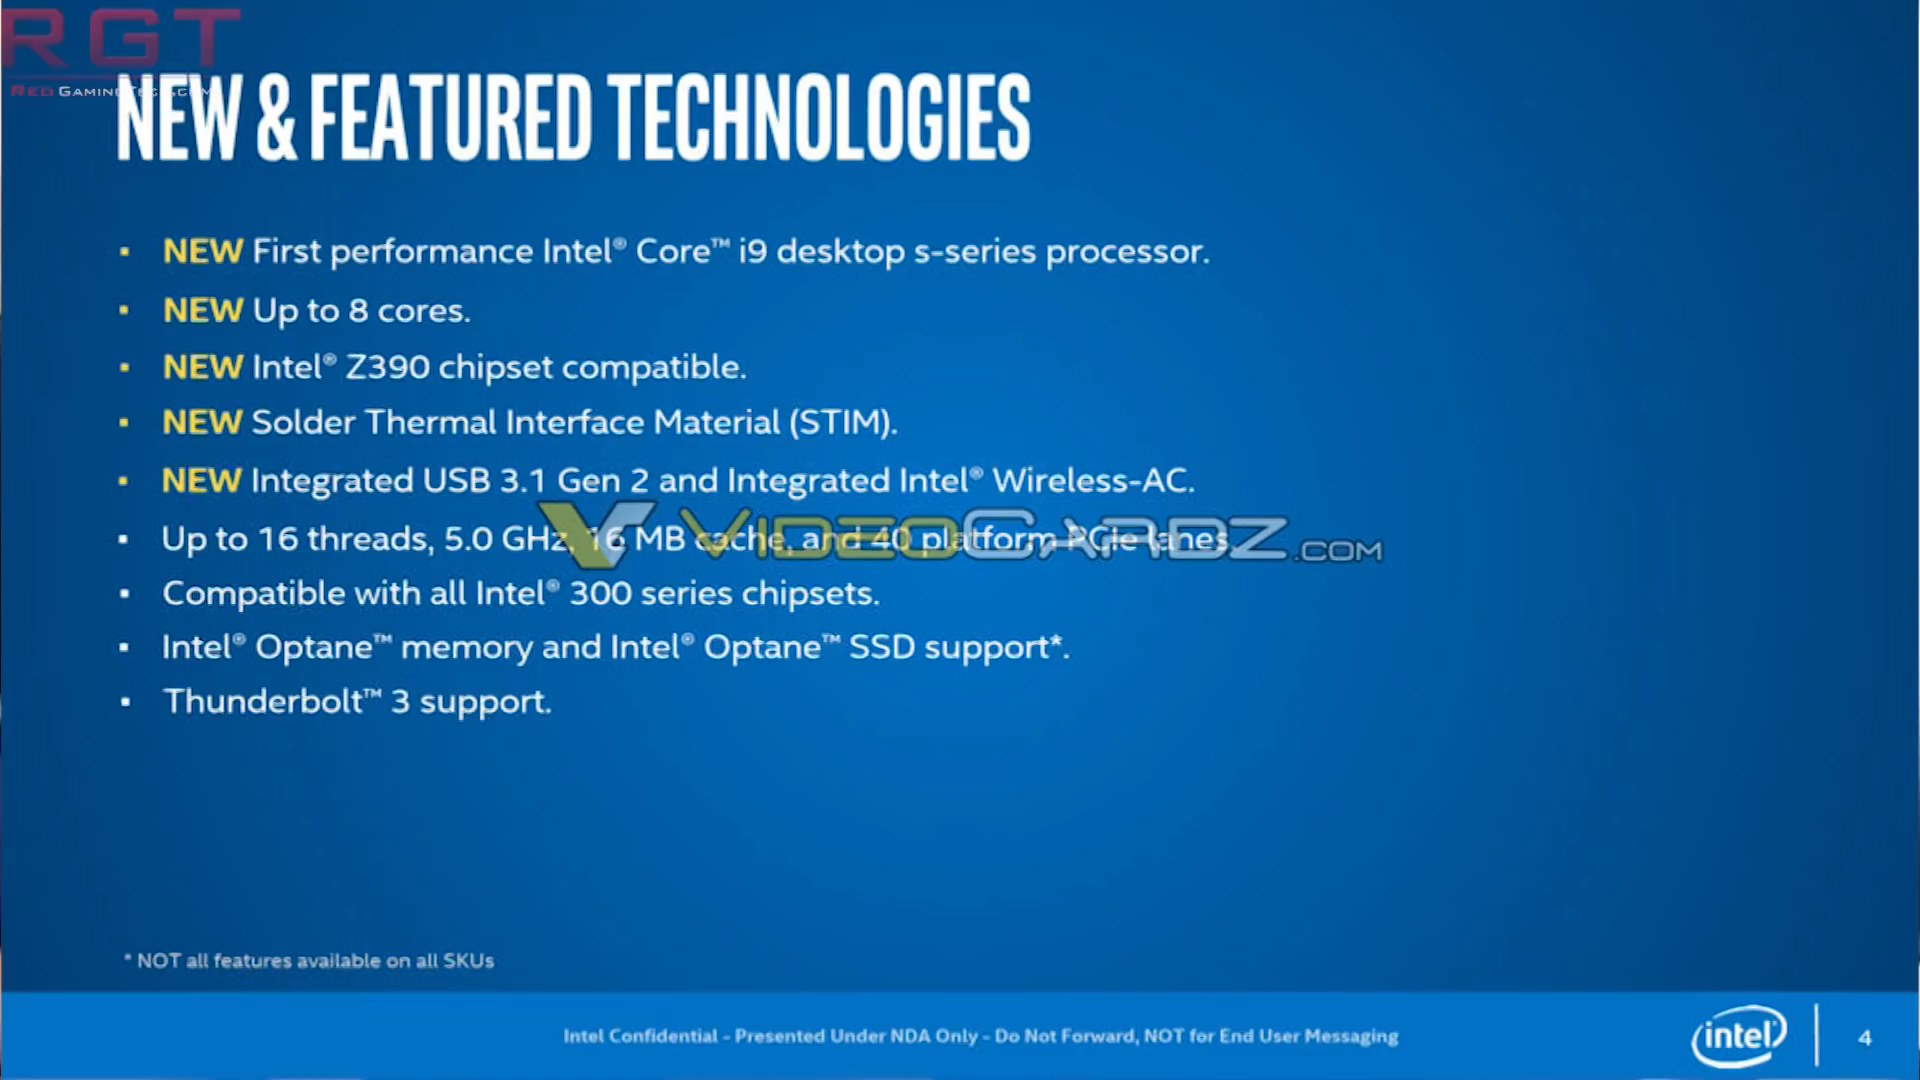 RGT
RedGamingTech.com
NEW & FEATURED TECHNOLOGIES
▪ NEW First performance Intel® Core™ i9 desktop s-series processor.
▪ NEW Up to 8 cores.
▪ NEW Intel® Z390 chipset compatible.
▪ NEW Solder Thermal Interface Material (STIM).
▪ NEW Integrated USB 3.1 Gen 2 and Integrated Intel® Wireless-AC.
▪ Up to 16 threads, 5.0 GHz, 16 MB cache, and 40 platform PCIe lanes.
VideoCardz.com
▪ Compatible with all Intel® 300 series chipsets.
▪ Intel® Optane™ memory and Intel® Optane™ SSD support*.
▪ Thunderbolt™ 3 support.
* NOT all features available on all SKUs
Intel Confidential - Presented Under NDA Only - Do Not Forward, NOT for End User Messaging
intel®
4